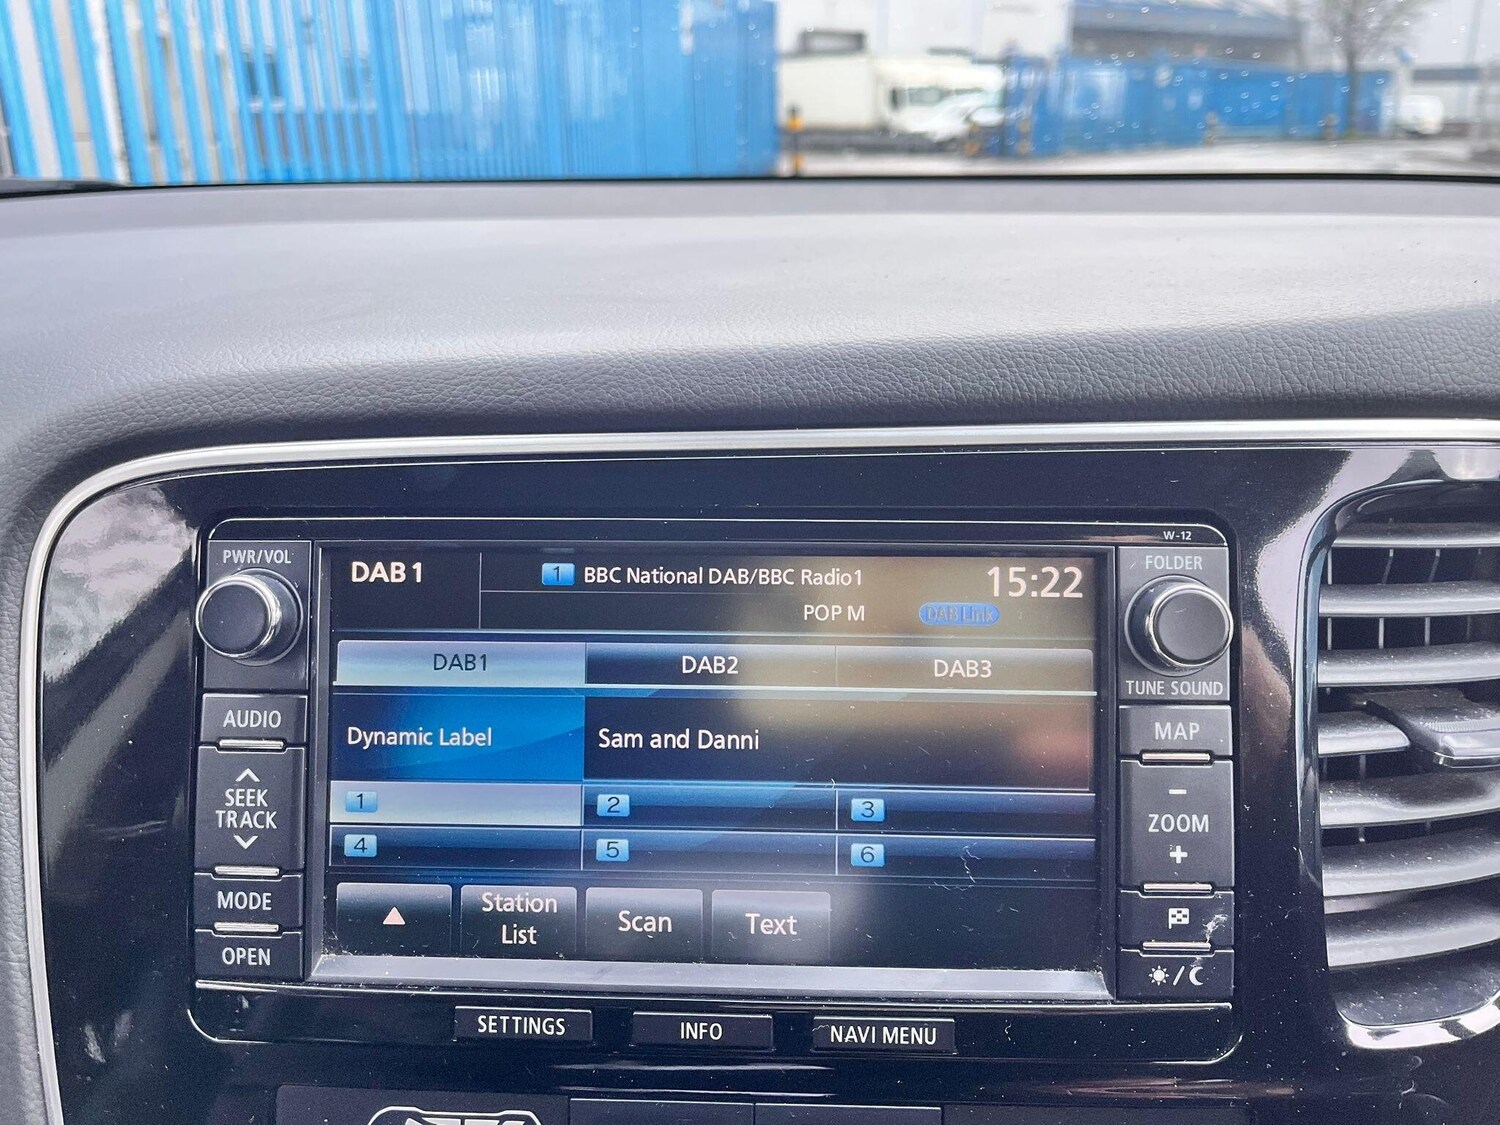 W-12
PWR/VOL
FOLDER
DAB1
1 BBC National DAB/BBC Radio1
15:22
POP M
DAB Link
TUNE SOUND
DAB1 DAB2 DAB3
AUDIO
MAP
Dynamic Label
Sam and Danni
SEEK
TRACK
1 2 3
4 5 6
-
ZOOM
+
MODE
OPEN
Station
List
Scan
Text
SETTINGS
INFO
NAVI MENU